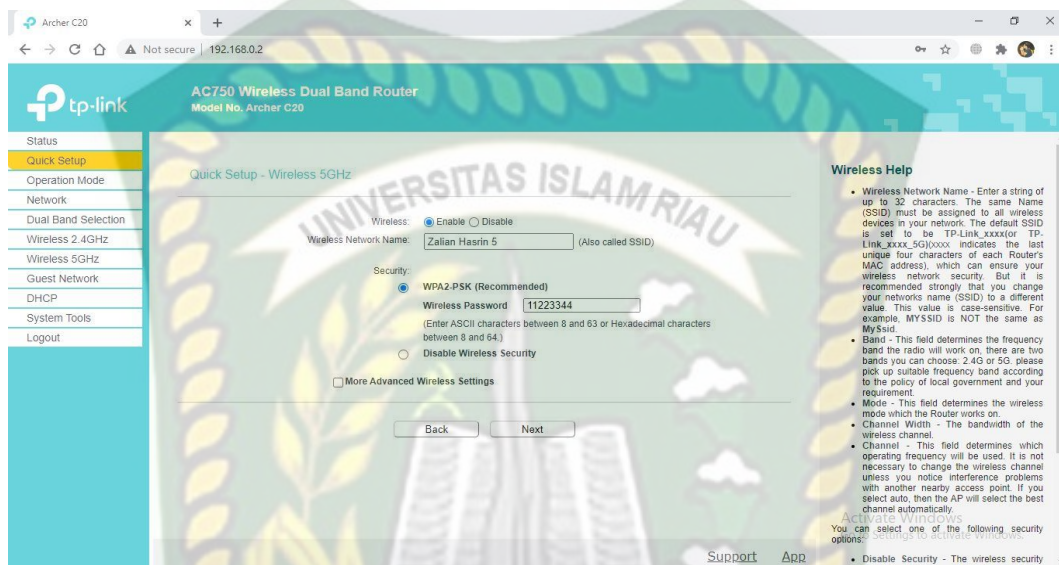 Archer C20
Not secure | 192.168.0.2
tp-link
AC750 Wireless Dual Band Router
Model No. Archer C20
Status
Quick Setup
Operation Mode
Network
Dual Band Selection
Wireless 2.4GHz
Wireless 5GHz
Guest Network
DHCP
System Tools
Logout
Quick Setup - Wireless 5GHz
UNIVERSITAS ISLAM RIAU
Wireless: Enable Disable
Wireless Network Name: Zalian Hasrin 5 (Also called SSID)
Security:
WPA2-PSK (Recommended)
Wireless Password 11223344
(Enter ASCII characters between 8 and 63 or Hexadecimal characters
between 8 and 64.)
Disable Wireless Security
More Advanced Wireless Settings
Back Next
Support App
Wireless Help
• Wireless Network Name - Enter a string of
up to 32 characters. The same Name
(SSID) must be assigned to all wireless
devices in your network. The default SSID
is set to be TP-Link_xxxx(or TP-
Link_xxxx_5G)(xxxx indicates the last
unique four characters of each Router's
MAC address), which can ensure your
wireless network security. But it is
recommended strongly that you change
your networks name (SSID) to a different
value. This value is case-sensitive. For
example, MYSSID is NOT the same as
MySsid.
• Band - This field determines the frequency
band the radio will work on, there are two
bands you can choose: 2.4G or 5G. please
pick up suitable frequency band according
to the policy of local government and your
requirement.
• Mode - This field determines the wireless
mode which the Router works on.
• Channel Width - The bandwidth of the
wireless channel.
• Channel - This field determines which
operating frequency will be used. It is not
necessary to change the wireless channel
unless you notice interference problems
with another nearby access point. If you
select auto, then the AP will select the best
channel automatically.
Activate Windows
You can select one of the following security
options:
Settings to activate Windows.
• Disable Security - The wireless security